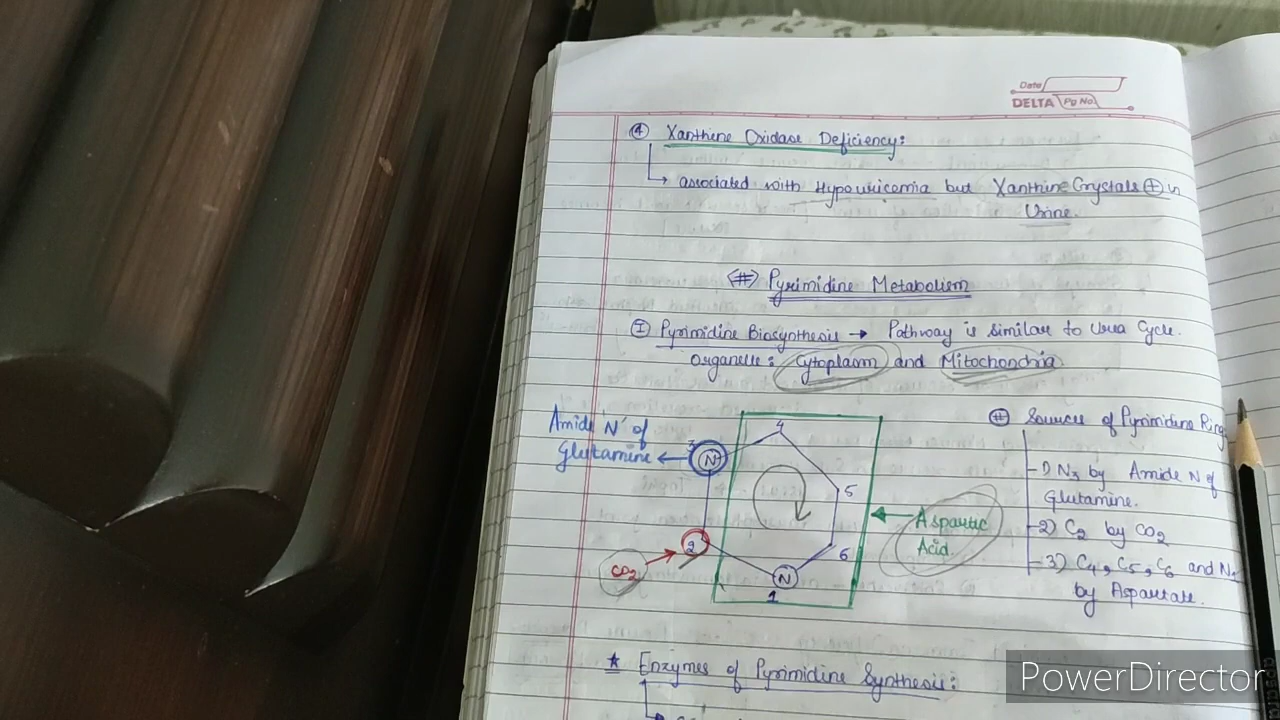 Date
DELTA Pg No.
④ Xanthine Oxidase Deficiency:
↳ associated with Hypouricemia but Xanthine Crystals ⊕ in
Urine.
<#> Pyrimidine Metabolism
Ⓘ Pyrimidine Biosynthesis → Pathway is similar to Urea Cycle.
Organelle: Cytoplasm and Mitochondria
Amide 'N' of
Glutamine ←
3
N
4
5
6
N
1
2
CO₂ →
← Aspartic
Acid
# Sources of Pyrimidine Ring
1) N₃ by Amide N of
Glutamine.
2) C₂ by CO₂
3) C₄, C₅, C₆ and N₁
by Aspartate.
★ Enzymes of Pyrimidine Synthesis:
PowerDirector